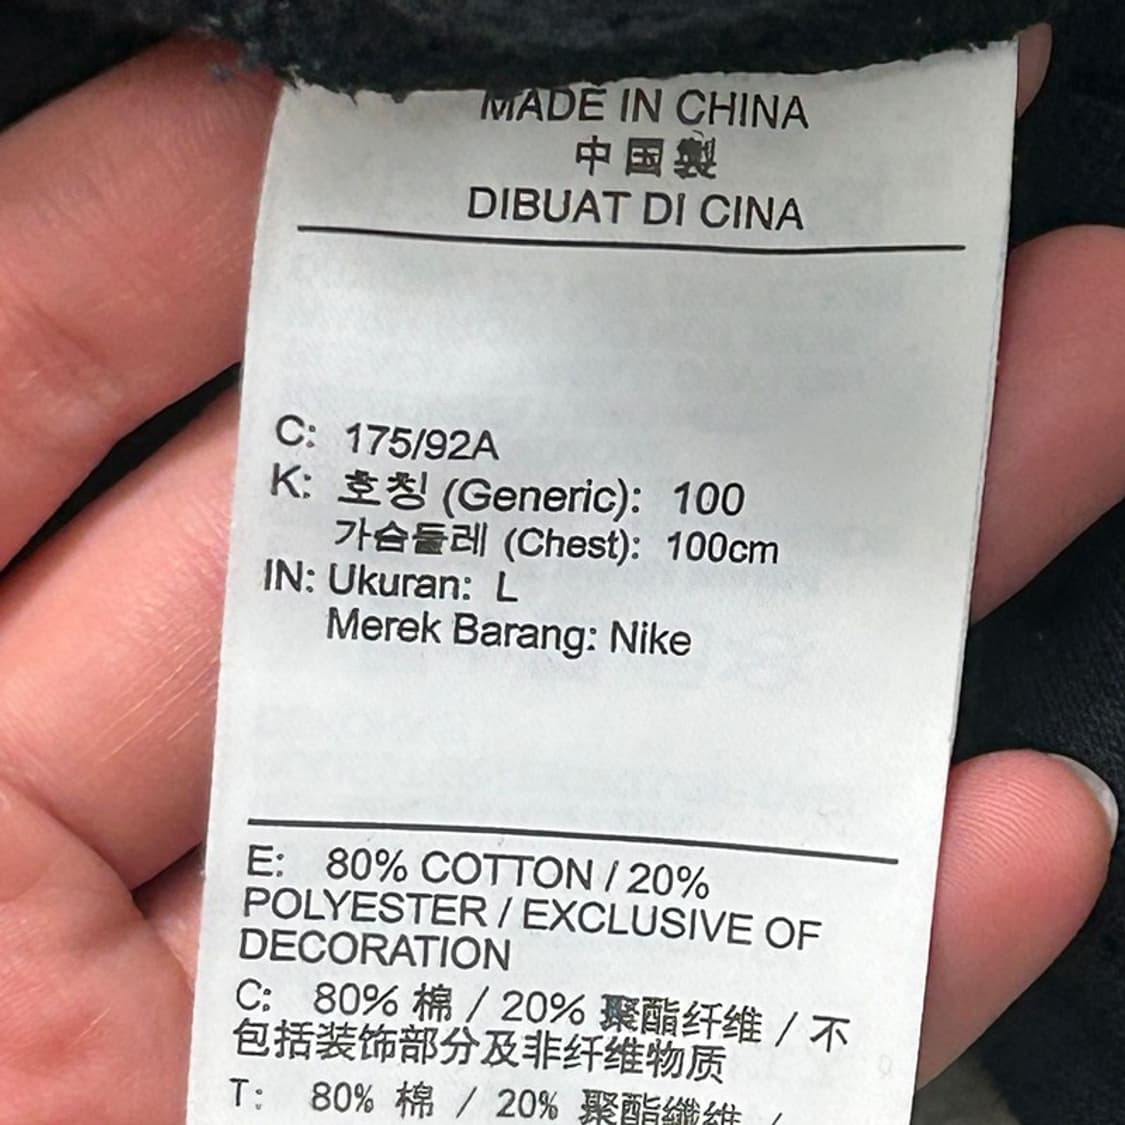 MADE IN CHINA
中国製
DIBUAT DI CINA
C: 175/92A
K: 호칭 (Generic): 100
가슴둘레 (Chest): 100cm
IN: Ukuran: L
Merek Barang: Nike
E: 80% COTTON / 20%
POLYESTER / EXCLUSIVE OF
DECORATION
C: 80% 棉 / 20% 聚酯纤维 / 不
包括装饰部分及非纤维物质
T: 80% 棉 / 20% 聚酯纖维 /